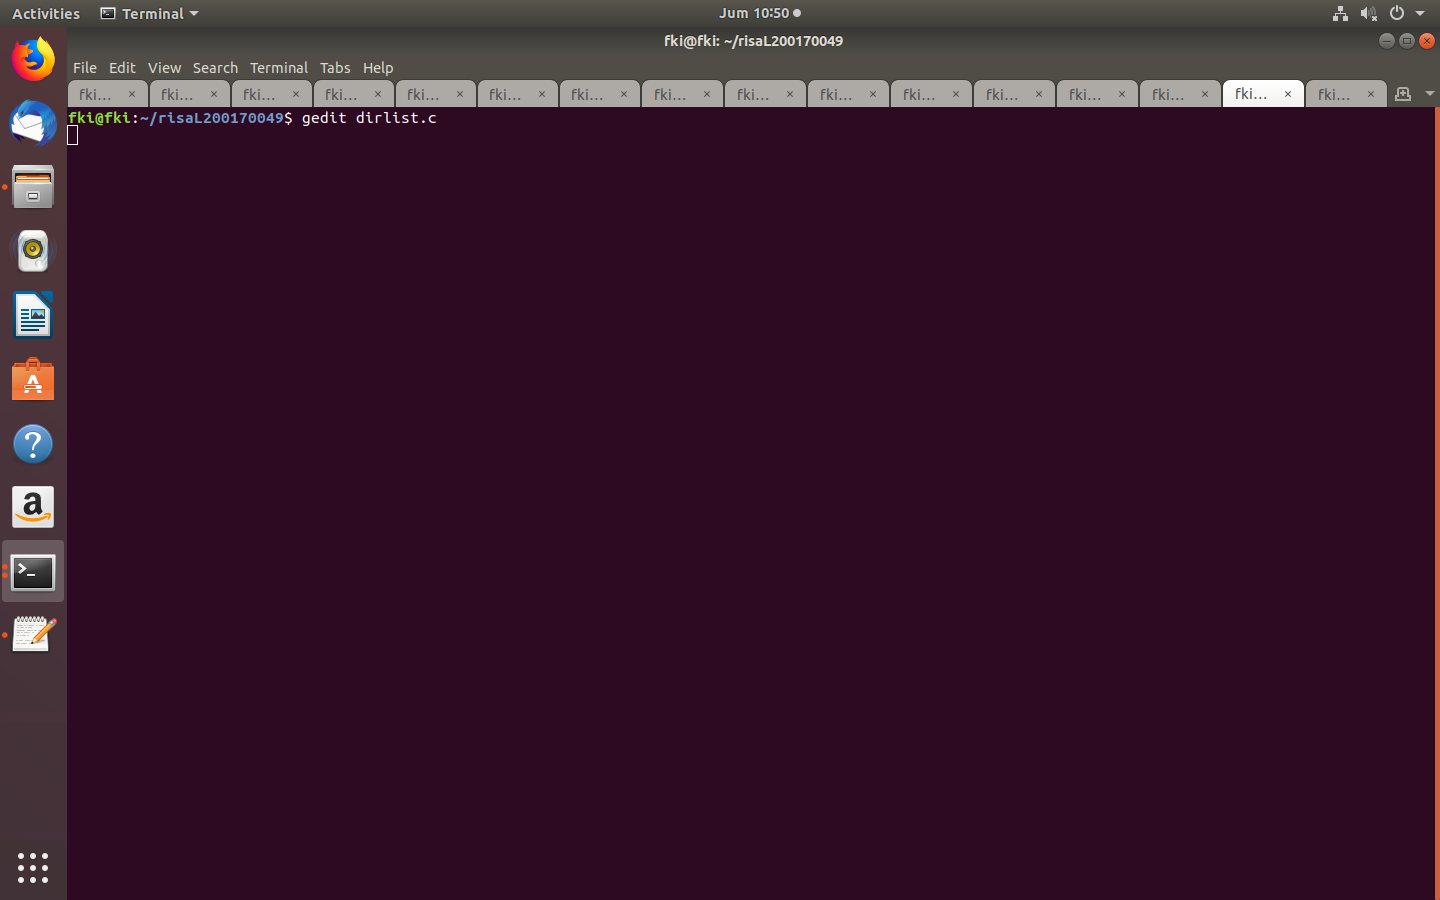 Activities Terminal Jum 10:50
fki@fki: ~/risaL200170049
File Edit View Search Terminal Tabs Help
fki... × fki... × fki... × fki... × fki... × fki... × fki... × fki... × fki... × fki... × fki... × fki... × fki... × fki... × fki... × fki... ×
fki@fki:~/risaL200170049$ gedit dirlist.c